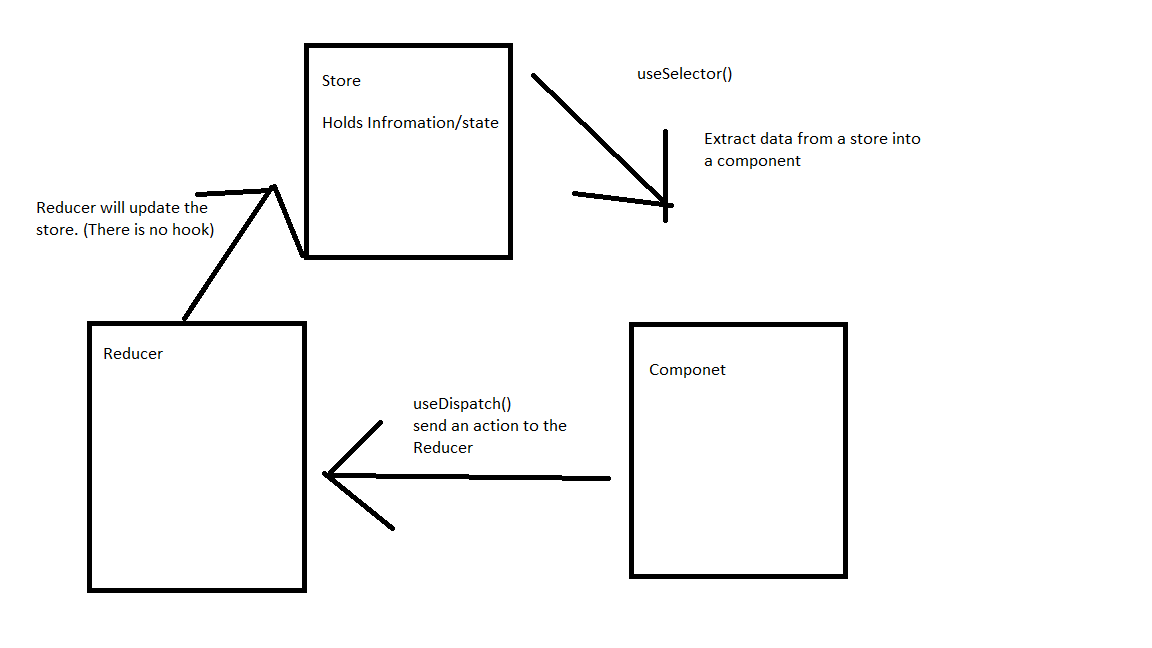 Store
Holds Infromation/state
useSelector()
Extract data from a store into
a component
Reducer will update the
store. (There is no hook)
Reducer
useDispatch()
send an action to the
Reducer
Componet